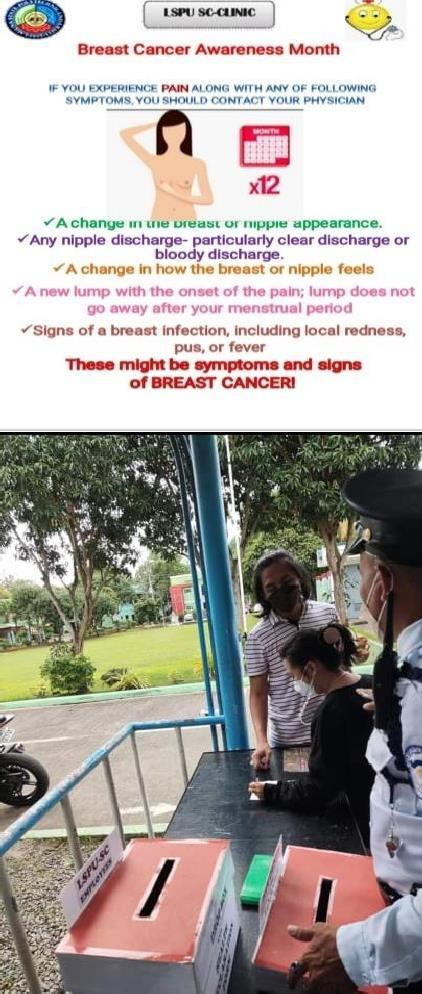 LSPU SC-CLINIC
Breast Cancer Awareness Month
IF YOU EXPERIENCE PAIN ALONG WITH ANY OF FOLLOWING
SYMPTOMS, YOU SHOULD CONTACT YOUR PHYSICIAN
MONTH
x12
✓A change in the breast or nipple appearance.
✓Any nipple discharge- particularly clear discharge or
bloody discharge.
✓A change in how the breast or nipple feels
✓A new lump with the onset of the pain; lump does not
go away after your menstrual period
✓Signs of a breast infection, including local redness,
pus, or fever
These might be symptoms and signs
of BREAST CANCER!
LSPU-SC
EMPLOYEES